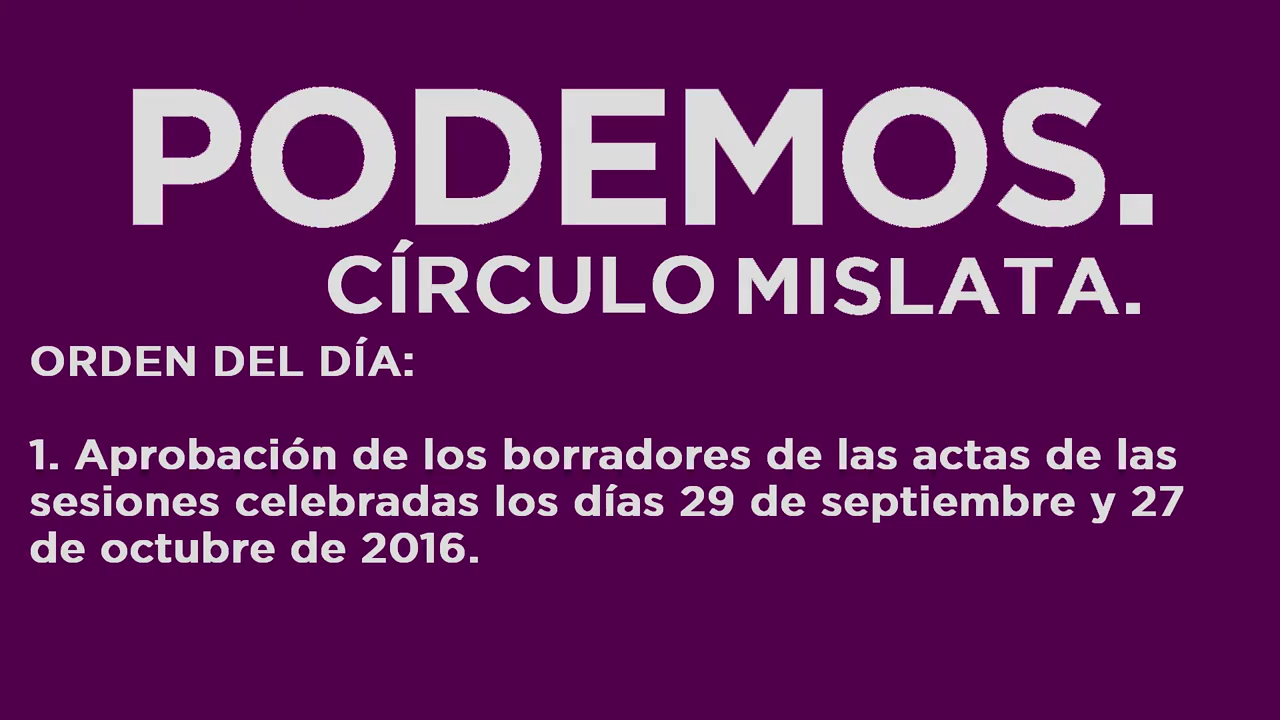 PODEMOS.
CÍRCULO MISLATA.
ORDEN DEL DÍA:
1. Aprobación de los borradores de las actas de las
sesiones celebradas los días 29 de septiembre y 27
de octubre de 2016.